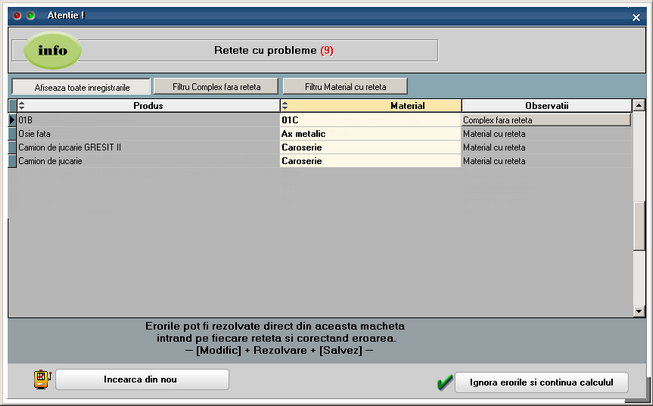 Atentie !
info
Retete cu probleme (9)
Afiseaza toate inregistrarile Filtru Complex fara reteta Filtru Material cu reteta
Produs Material Observatii
01B 01C Complex fara reteta
Osie fata Ax metalic Material cu reteta
Camion de jucarie GRESIT II Caroserie Material cu reteta
Camion de jucarie Caroserie Material cu reteta
Erorile pot fi rezolvate direct din aceasta macheta
intrand pe fiecare reteta si corectand eroarea.
— [Modific] + Rezolvare + [Salvez] —
Incearca din nou Ignora erorile si continua calculul